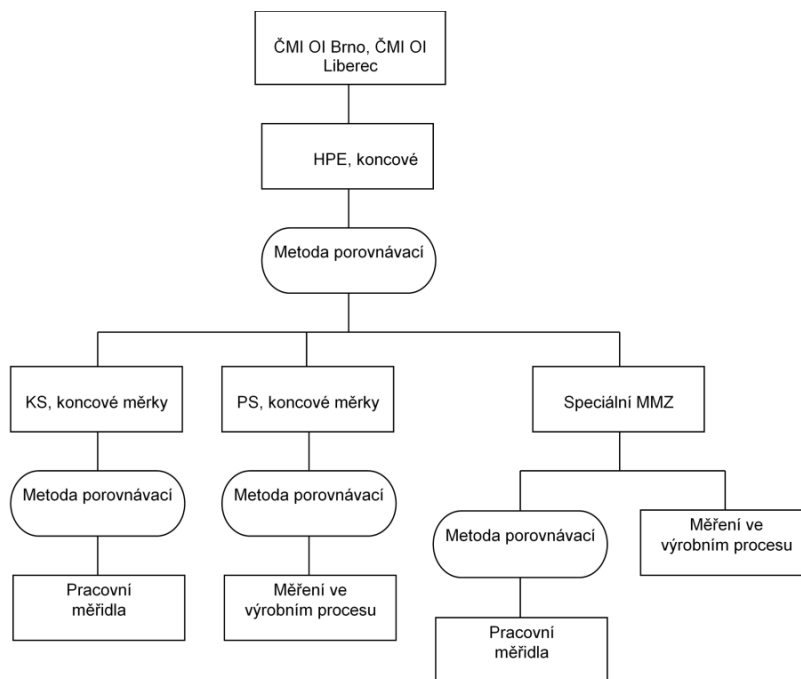 ČMI OI Brno, ČMI OI
Liberec
HPE, koncové
Metoda porovnávací
KS, koncové měrky
PS, koncové měrky
Speciální MMZ
Metoda porovnávací
Metoda porovnávací
Metoda porovnávací
Měření ve
výrobním procesu
Pracovní
měřidla
Měření ve
výrobním procesu
Pracovní
měřidla